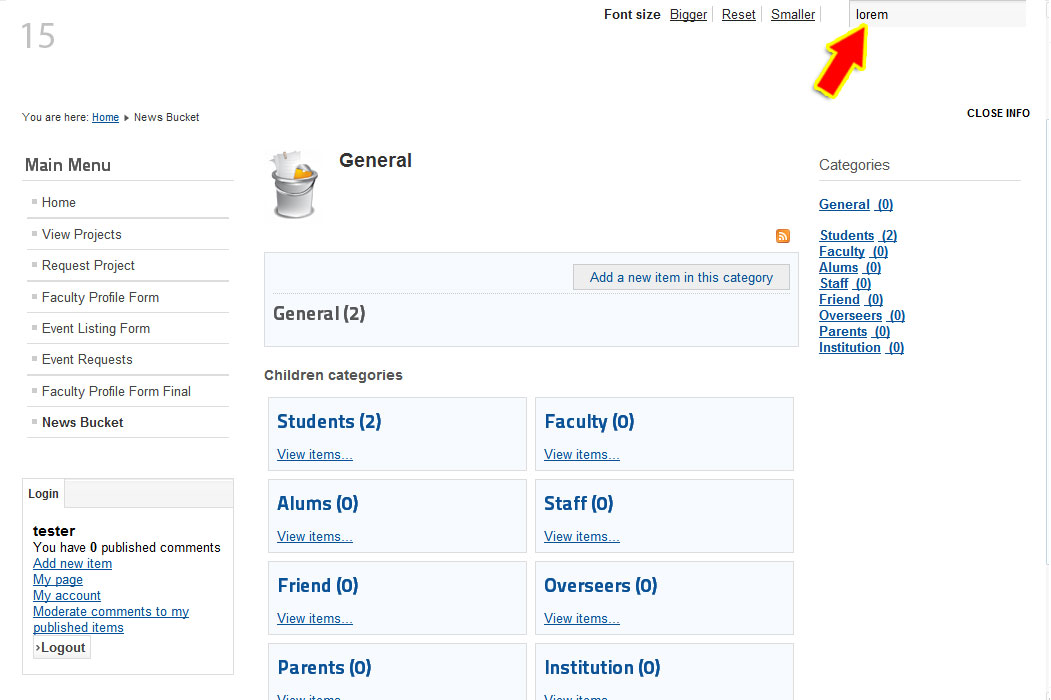 Font size Bigger Reset Smaller lorem
15
You are here: Home News Bucket
CLOSE INFO
Main Menu
Home
View Projects
Request Project
Faculty Profile Form
Event Listing Form
Event Requests
Faculty Profile Form Final
News Bucket
Login
tester
You have 0 published comments
Add new item
My page
My account
Moderate comments to my
published items
›Logout
General
Add a new item in this category
General (2)
Children categories
Students (2) Faculty (0)
View items... View items...
Alums (0) Staff (0)
View items... View items...
Friend (0) Overseers (0)
View items... View items...
Parents (0) Institution (0)
View items... View items...
Categories
General (0)
Students (2)
Faculty (0)
Alums (0)
Staff (0)
Friend (0)
Overseers (0)
Parents (0)
Institution (0)